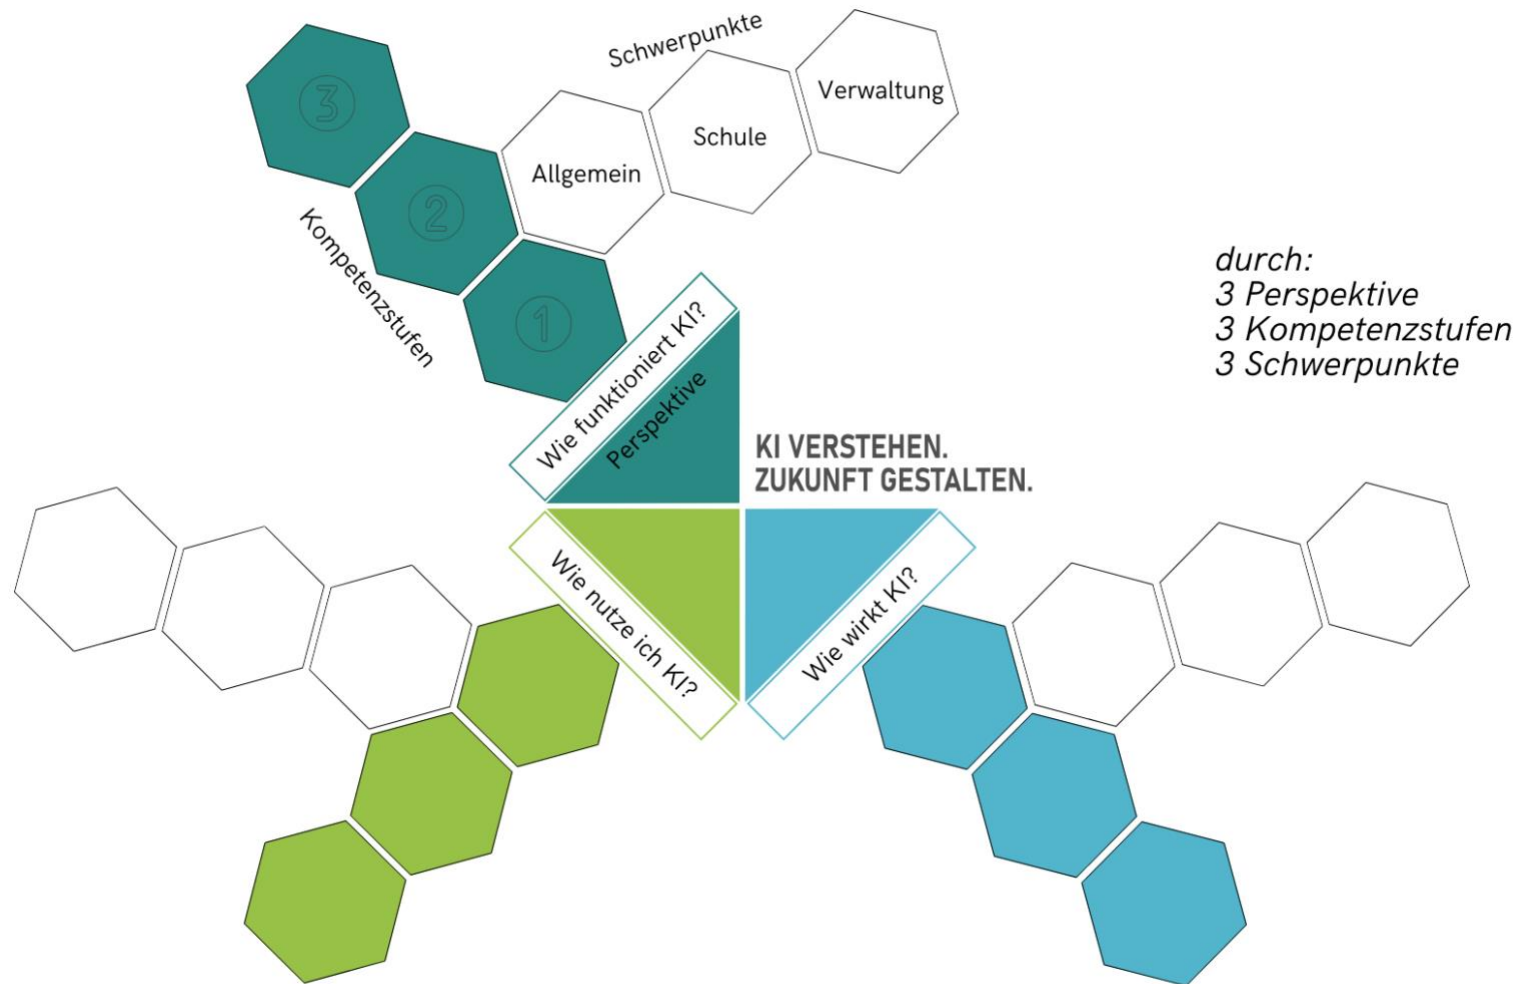 Schwerpunkte
Verwaltung
Schule
Allgemein
3
2
1
Kompetenzstufen
Wie funktioniert KI?
Perspektive
durch:
3 Perspektive
3 Kompetenzstufen
3 Schwerpunkte
KI VERSTEHEN.
ZUKUNFT GESTALTEN.
Wie nutze ich KI?
Wie wirkt KI?